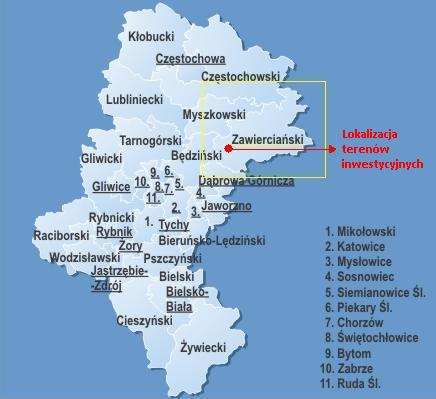 Kłobucki
Częstochowa
Częstochowski
Lubliniecki
Myszkowski
Zawierciański
Lokalizacja
terenów
inwestycyjnych
Tarnogórski
Gliwicki
Będziński
9. 6.
10. 8. 7. 5.
Gliwice
11.
4.
Dąbrowa Górnicza
Jaworzno
2.
3.
1.
Rybnicki
Tychy
Raciborski
Rybnik
Żory
Bieruńsko-Lędziński
Wodzisławski
Pszczyński
Jastrzębie-
-Zdrój
Bielski
Bielsko-
Biała
Cieszyński
Żywiecki
1. Mikołowski
2. Katowice
3. Mysłowice
4. Sosnowiec
5. Siemianowice Śl.
6. Piekary Śl.
7. Chorzów
8. Świętochłowice
9. Bytom
10. Zabrze
11. Ruda Śl.